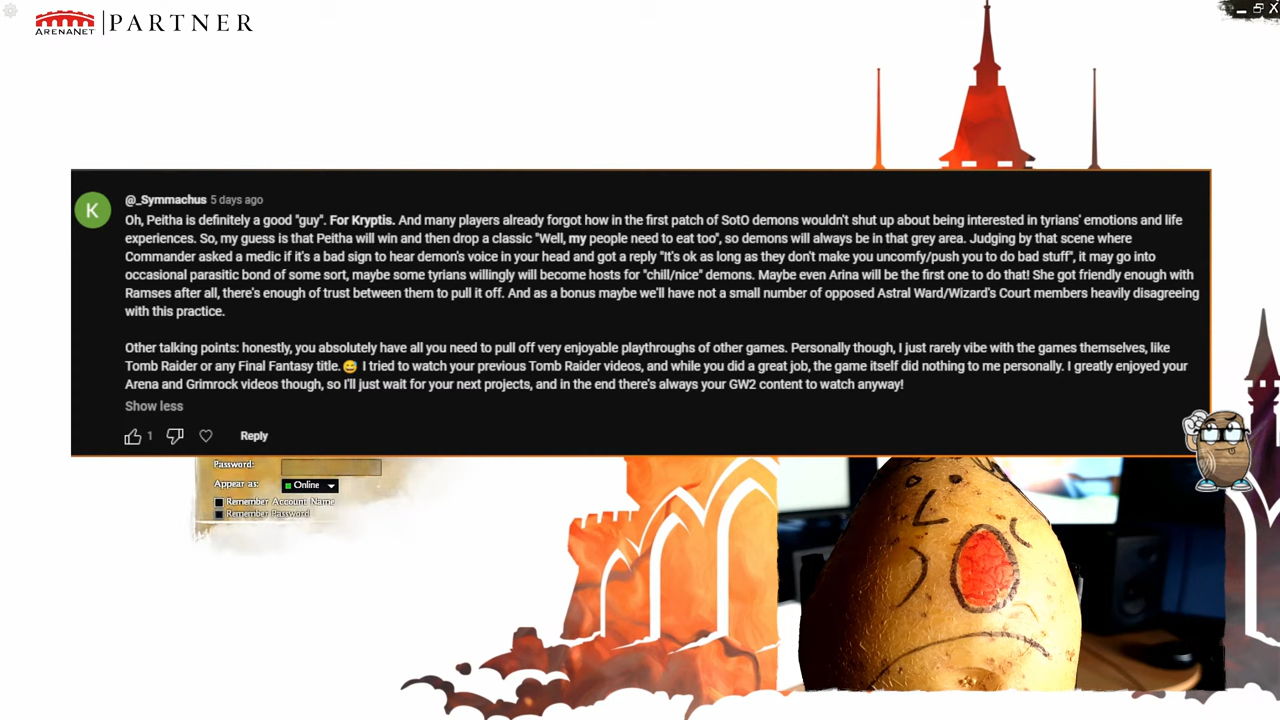 ARENANET | PARTNER
K
@_Symmachus 5 days ago
Oh, Peitha is definitely a good "guy". For Kryptis. And many players already forgot how in the first patch of SotO demons wouldn't shut up about being interested in tyrians' emotions and life
experiences. So, my guess is that Peitha will win and then drop a classic "Well, my people need to eat too", so demons will always be in that grey area. Judging by that scene where
Commander asked a medic if it's a bad sign to hear demon's voice in your head and got a reply "It's ok as long as they don't make you uncomfy/push you to do bad stuff", it may go into
occasional parasitic bond of some sort, maybe some tyrians willingly will become hosts for "chill/nice" demons. Maybe even Arina will be the first one to do that! She got friendly enough with
Ramses after all, there's enough of trust between them to pull it off. And as a bonus maybe we'll have not a small number of opposed Astral Ward/Wizard's Court members heavily disagreeing
with this practice.
Other talking points: honestly, you absolutely have all you need to pull off very enjoyable playthroughs of other games. Personally though, I just rarely vibe with the games themselves, like
Tomb Raider or any Final Fantasy title.😅 I tried to watch your previous Tomb Raider videos, and while you did a great job, the game itself did nothing to me personally. I greatly enjoyed your
Arena and Grimrock videos though, so I'll just wait for your next projects, and in the end there's always your GW2 content to watch anyway!
Show less
1 Reply
Password:
Appear as: Online
Remember Account Name
Remember Password